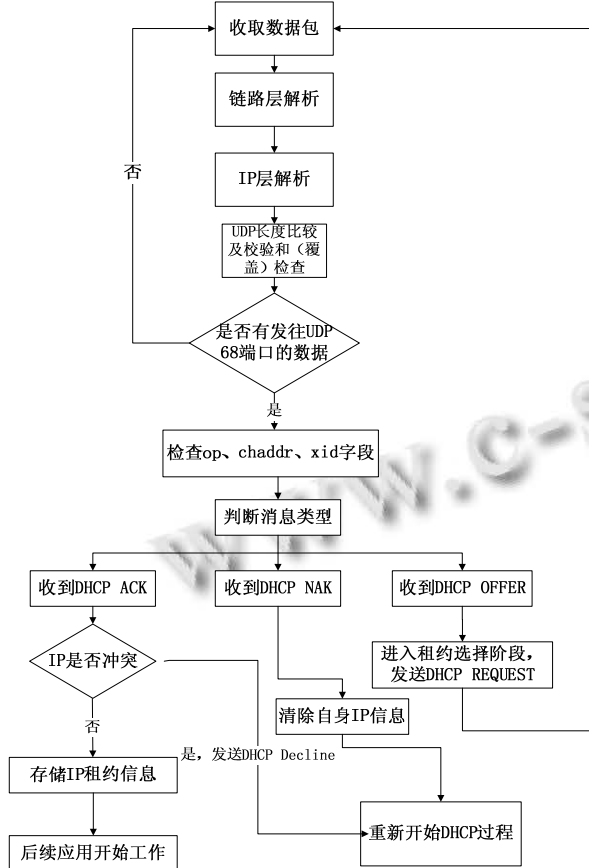 收取数据包
链路层解析
IP层解析
否
UDP长度比较
及校验和（覆
盖）检查
是否有发往UDP
68端口的数据
是
检查op、chaddr、xid字段
判断消息类型
收到DHCP ACK
收到DHCP NAK
收到DHCP OFFER
IP是否冲突
进入租约选择阶段，
发送DHCP REQUEST
清除自身IP信息
否
是，发送DHCP Decline
存储IP租约信息
重新开始DHCP过程
后续应用开始工作
www.c-s